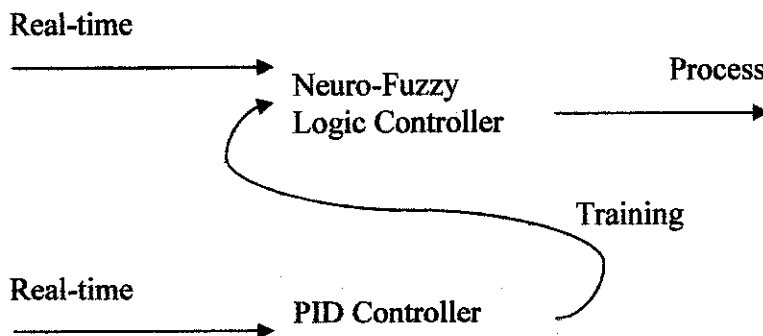 Real-time
Process
Neuro-Fuzzy
Logic Controller
Training
Real-time
PID Controller